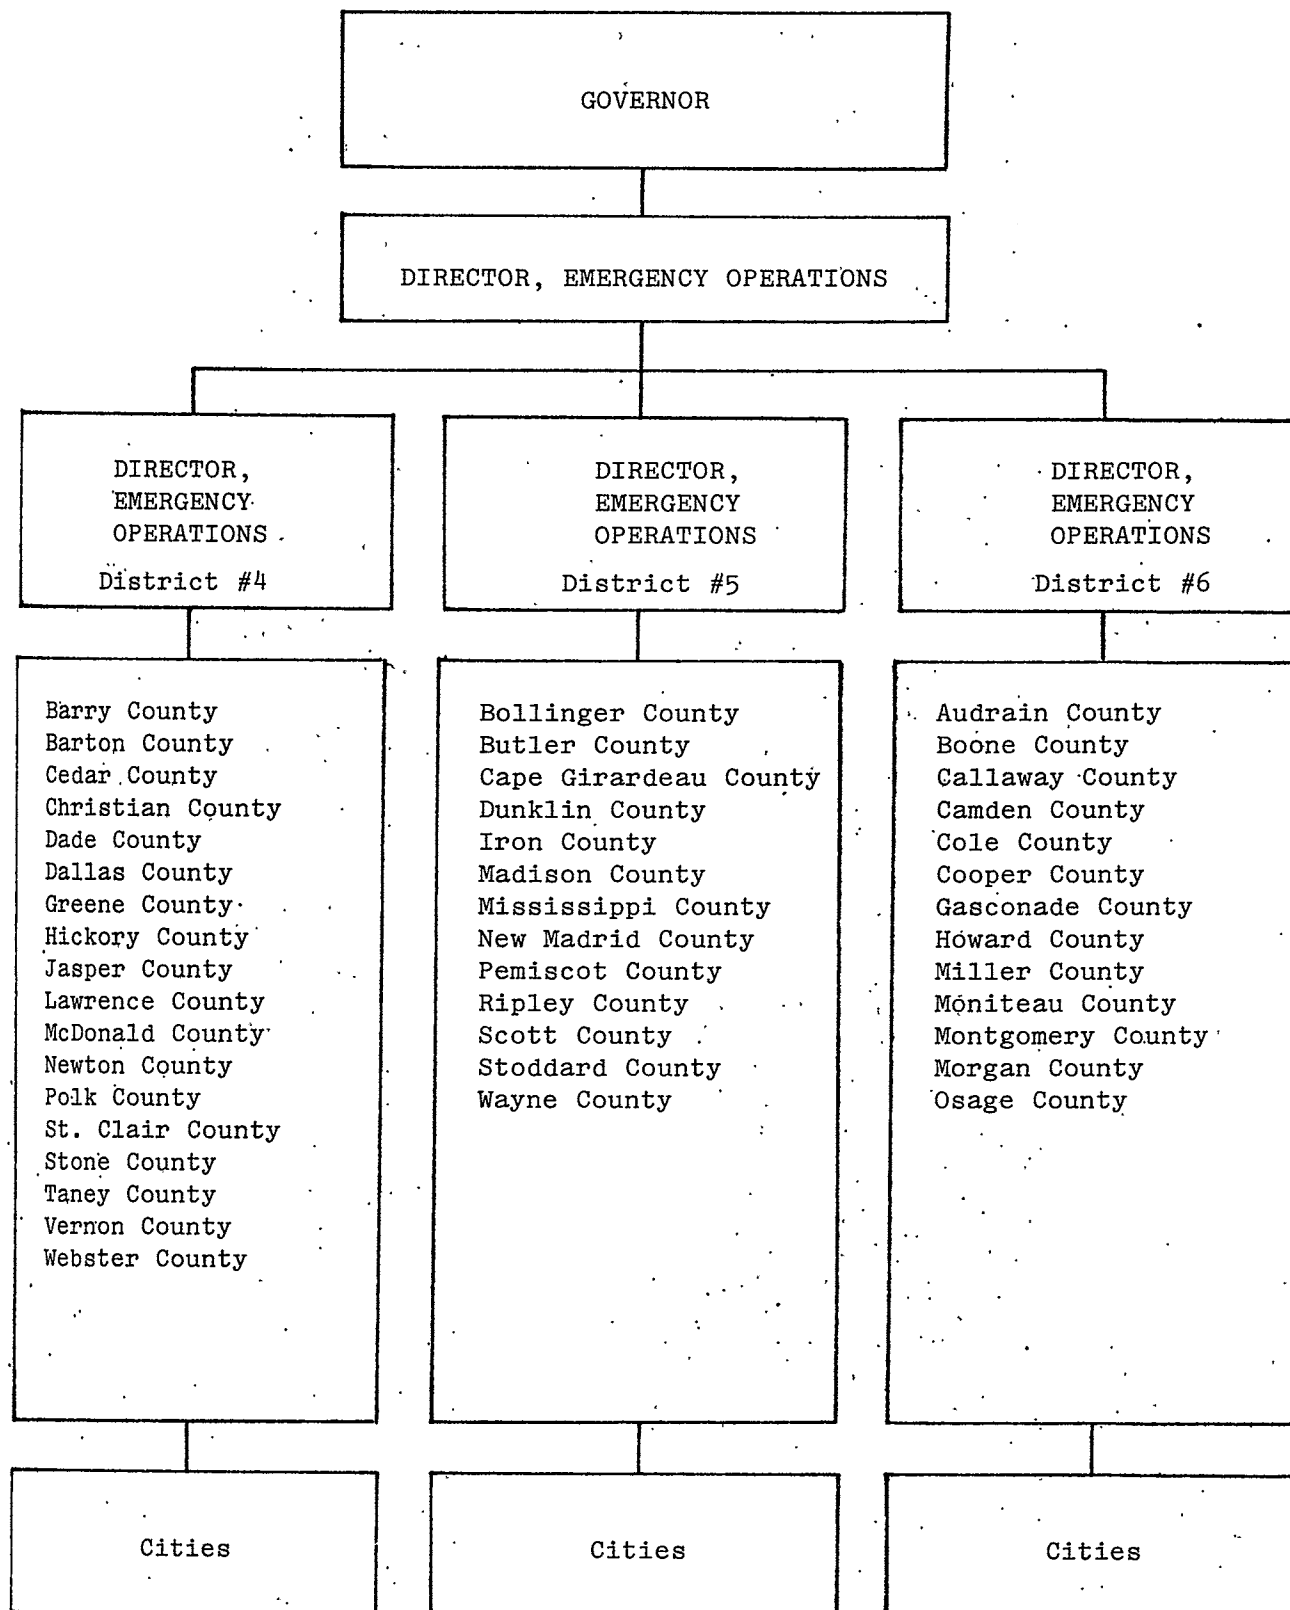 GOVERNOR
DIRECTOR, EMERGENCY OPERATIONS
DIRECTOR,
EMERGENCY
OPERATIONS
District #4
DIRECTOR,
EMERGENCY
OPERATIONS
District #5
DIRECTOR,
EMERGENCY
OPERATIONS
District #6
Barry County
Barton County
Cedar County
Christian County
Dade County
Dallas County
Greene County
Hickory County
Jasper County
Lawrence County
McDonald County
Newton County
Polk County
St. Clair County
Stone County
Taney County
Vernon County
Webster County
Bollinger County
Butler County
Cape Girardeau County
Dunklin County
Iron County
Madison County
Mississippi County
New Madrid County
Pemiscot County
Ripley County
Scott County
Stoddard County
Wayne County
Audrain County
Boone County
Callaway County
Camden County
Cole County
Cooper County
Gasconade County
Howard County
Miller County
Moniteau County
Montgomery County
Morgan County
Osage County
Cities
Cities
Cities